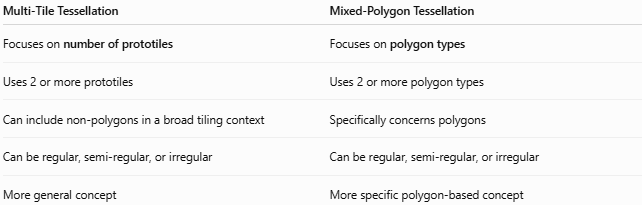 Multi-Tile Tessellation Mixed-Polygon Tessellation
Focuses on number of prototiles Focuses on polygon types
Uses 2 or more prototiles Uses 2 or more polygon types
Can include non-polygons in a broad tiling context Specifically concerns polygons
Can be regular, semi-regular, or irregular Can be regular, semi-regular, or irregular
More general concept More specific polygon-based concept